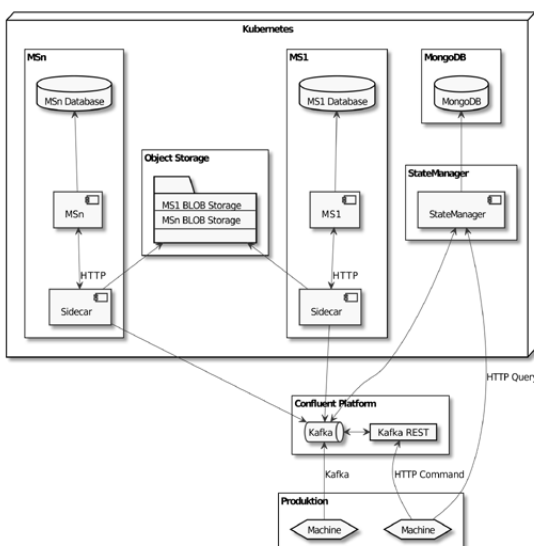 Kubernetes
MSn
MS1
MongoDB
MSn Database
MS1 Database
MongoDB
Object Storage
MS1 BLOB Storage
MSn BLOB Storage
StateManager
MSn
MS1
StateManager
HTTP
HTTP
Sidecar
Sidecar
HTTP Query
Confluent Platform
Kafka
Kafka REST
Kafka
HTTP Command
Produktion
Machine
Machine